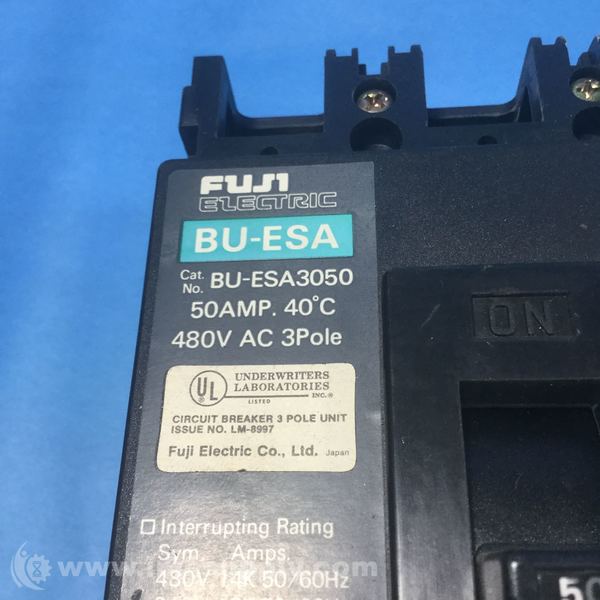 FUJI
ELECTRIC
BU-ESA
Cat. No. BU-ESA3050
50AMP. 40°C
480V AC 3Pole
UL
UNDERWRITERS
LABORATORIES
INC.®
LISTED
CIRCUIT BREAKER 3 POLE UNIT
ISSUE NO. LM-8997
Fuji Electric Co., Ltd. Japan
Interrupting Rating
Sym. Amps.
480V 14K 50/60Hz
ON
50